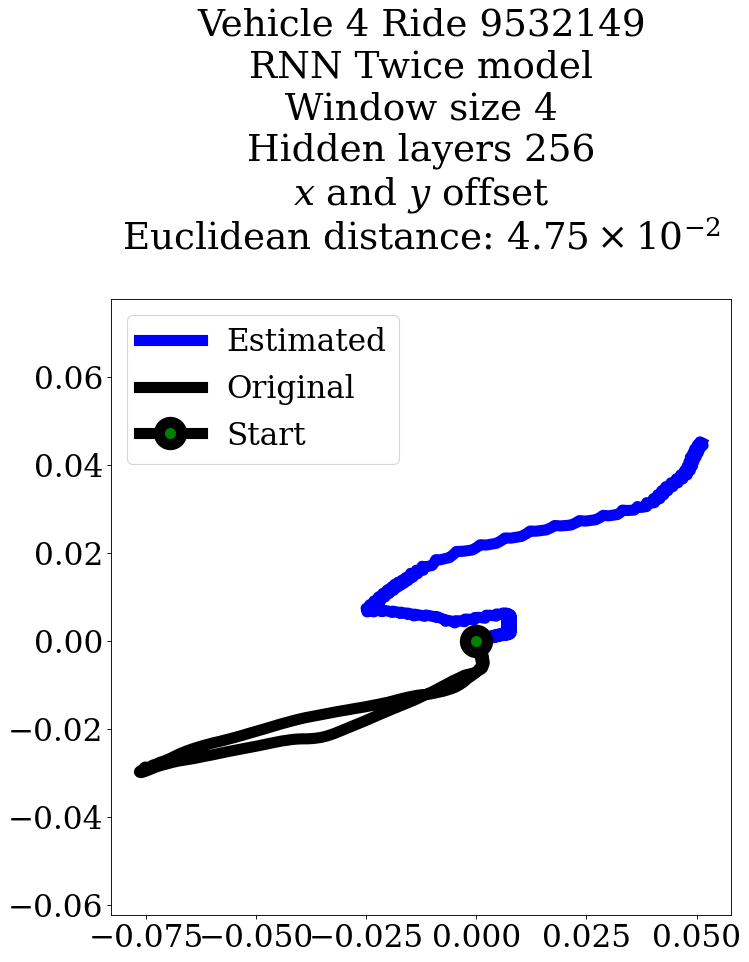 Vehicle 4 Ride 9532149
RNN Twice model
Window size 4
Hidden layers 256
x and y offset
Euclidean distance: 4.75 × 10⁻²
Estimated
Original
Start
0.06
0.04
0.02
0.00
−0.02
−0.04
−0.06
−0.075 −0.050 −0.025 0.000 0.025 0.050